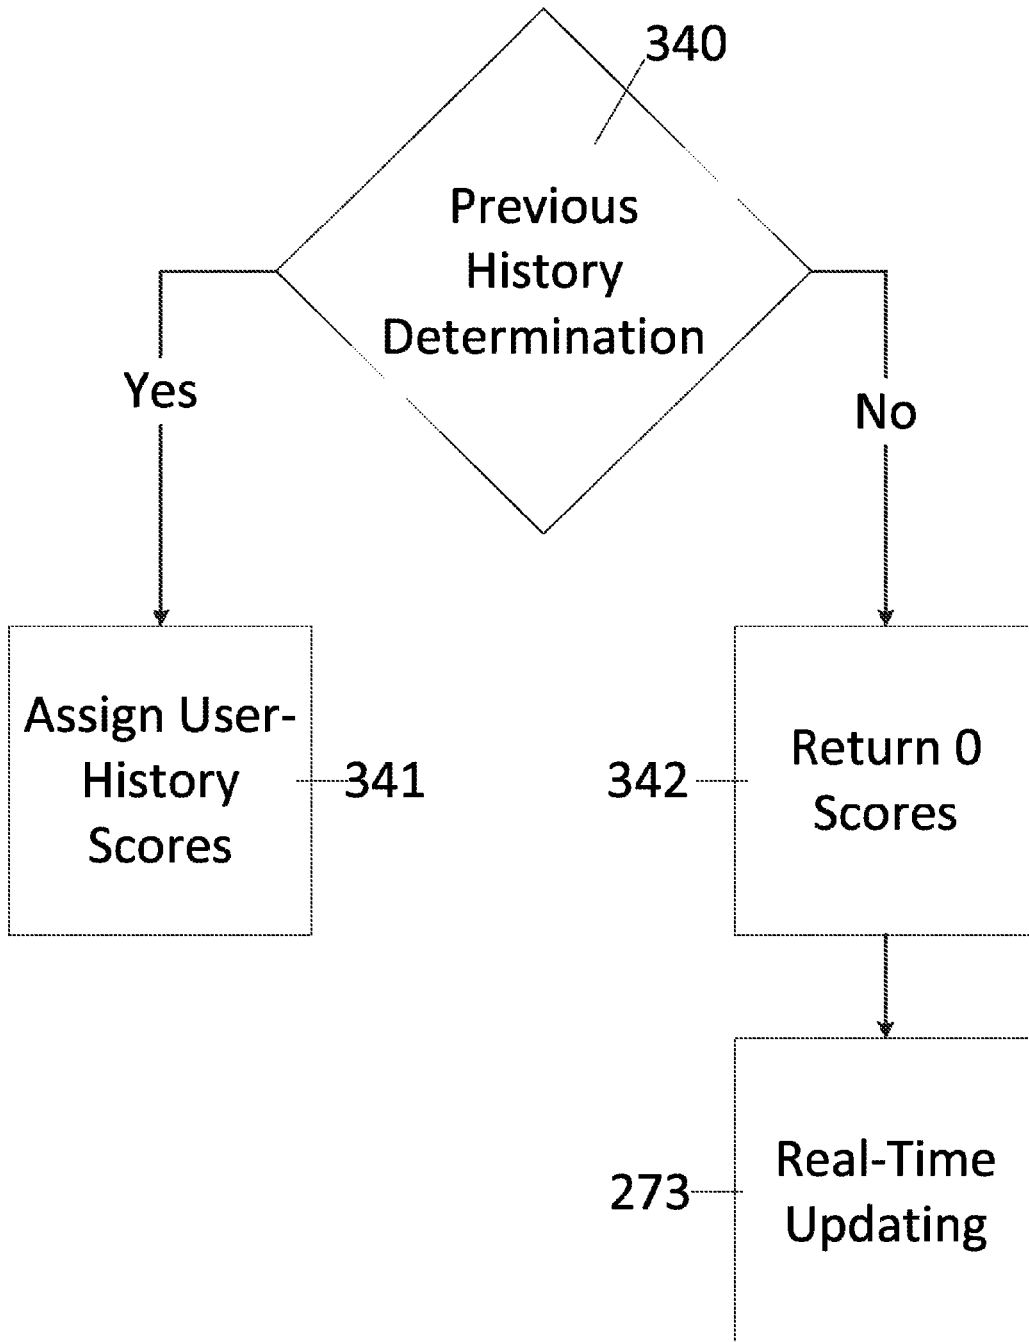 340
Previous
History
Determination
Yes
No
Assign User-
History
Scores
341
342
Return 0
Scores
273
Real-Time
Updating